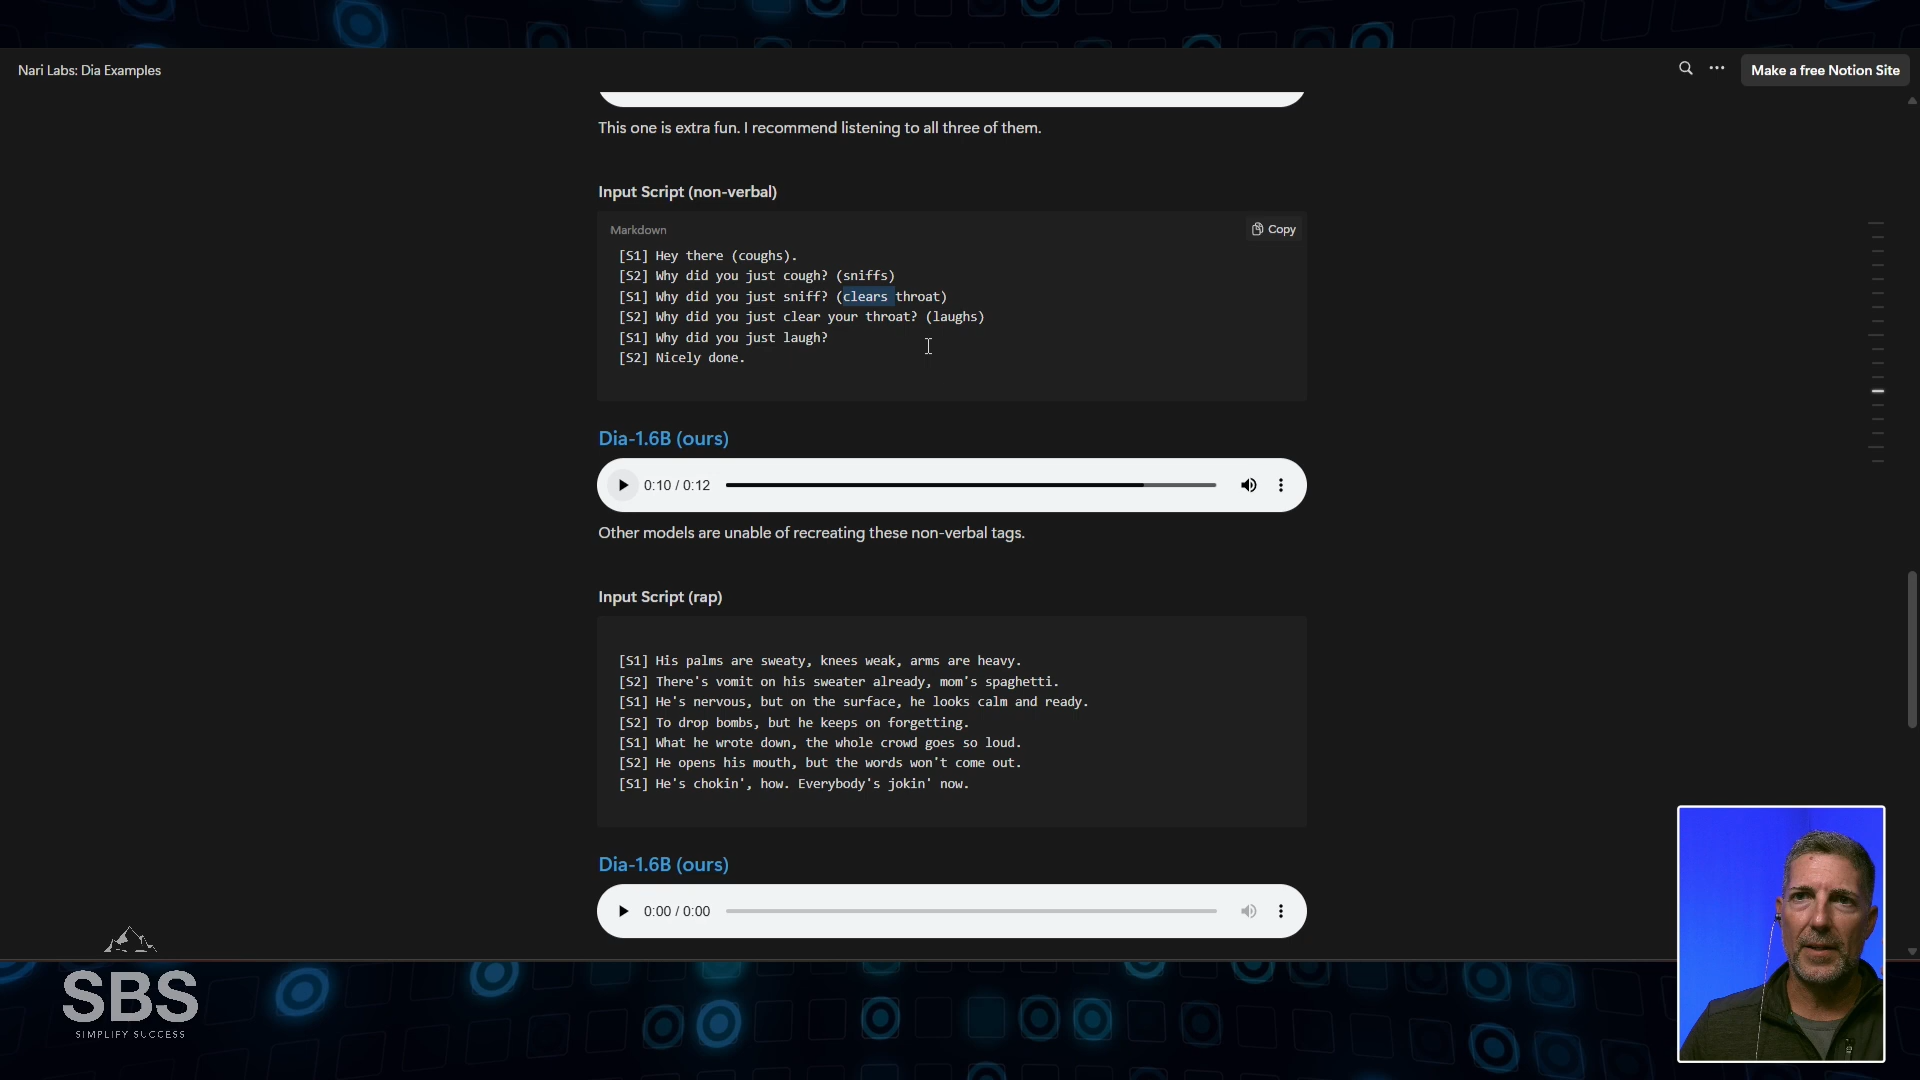 Nari Labs: Dia Examples
Make a free Notion Site
This one is extra fun. I recommend listening to all three of them.
Input Script (non-verbal)
Markdown
Copy
[S1] Hey there (coughs).
[S2] Why did you just cough? (sniffs)
[S1] Why did you just sniff? (clears throat)
[S2] Why did you just clear your throat? (laughs)
[S1] Why did you just laugh?
[S2] Nicely done.
Dia-1.6B (ours)
0:10 / 0:12
Other models are unable of recreating these non-verbal tags.
Input Script (rap)
[S1] His palms are sweaty, knees weak, arms are heavy.
[S2] There's vomit on his sweater already, mom's spaghetti.
[S1] He's nervous, but on the surface, he looks calm and ready.
[S2] To drop bombs, but he keeps on forgetting.
[S1] What he wrote down, the whole crowd goes so loud.
[S2] He opens his mouth, but the words won't come out.
[S1] He's chokin', how. Everybody's jokin' now.
Dia-1.6B (ours)
0:00 / 0:00
SBS
SIMPLIFY SUCCESS